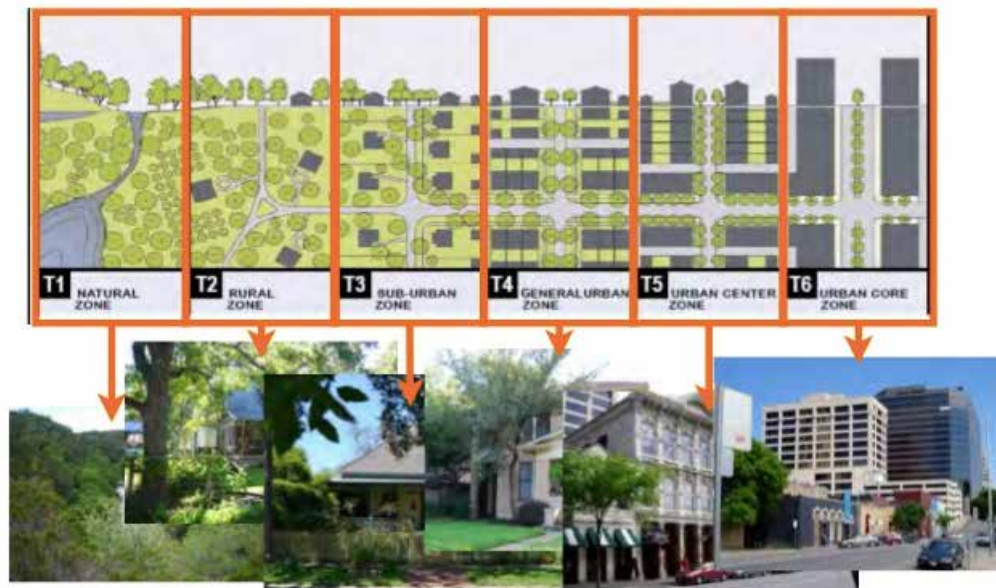 T1 NATURAL
ZONE
T2 RURAL
ZONE
T3 SUB-URBAN
ZONE
T4 GENERAL URBAN
ZONE
T5 URBAN CENTER
ZONE
T6 URBAN CORE
ZONE